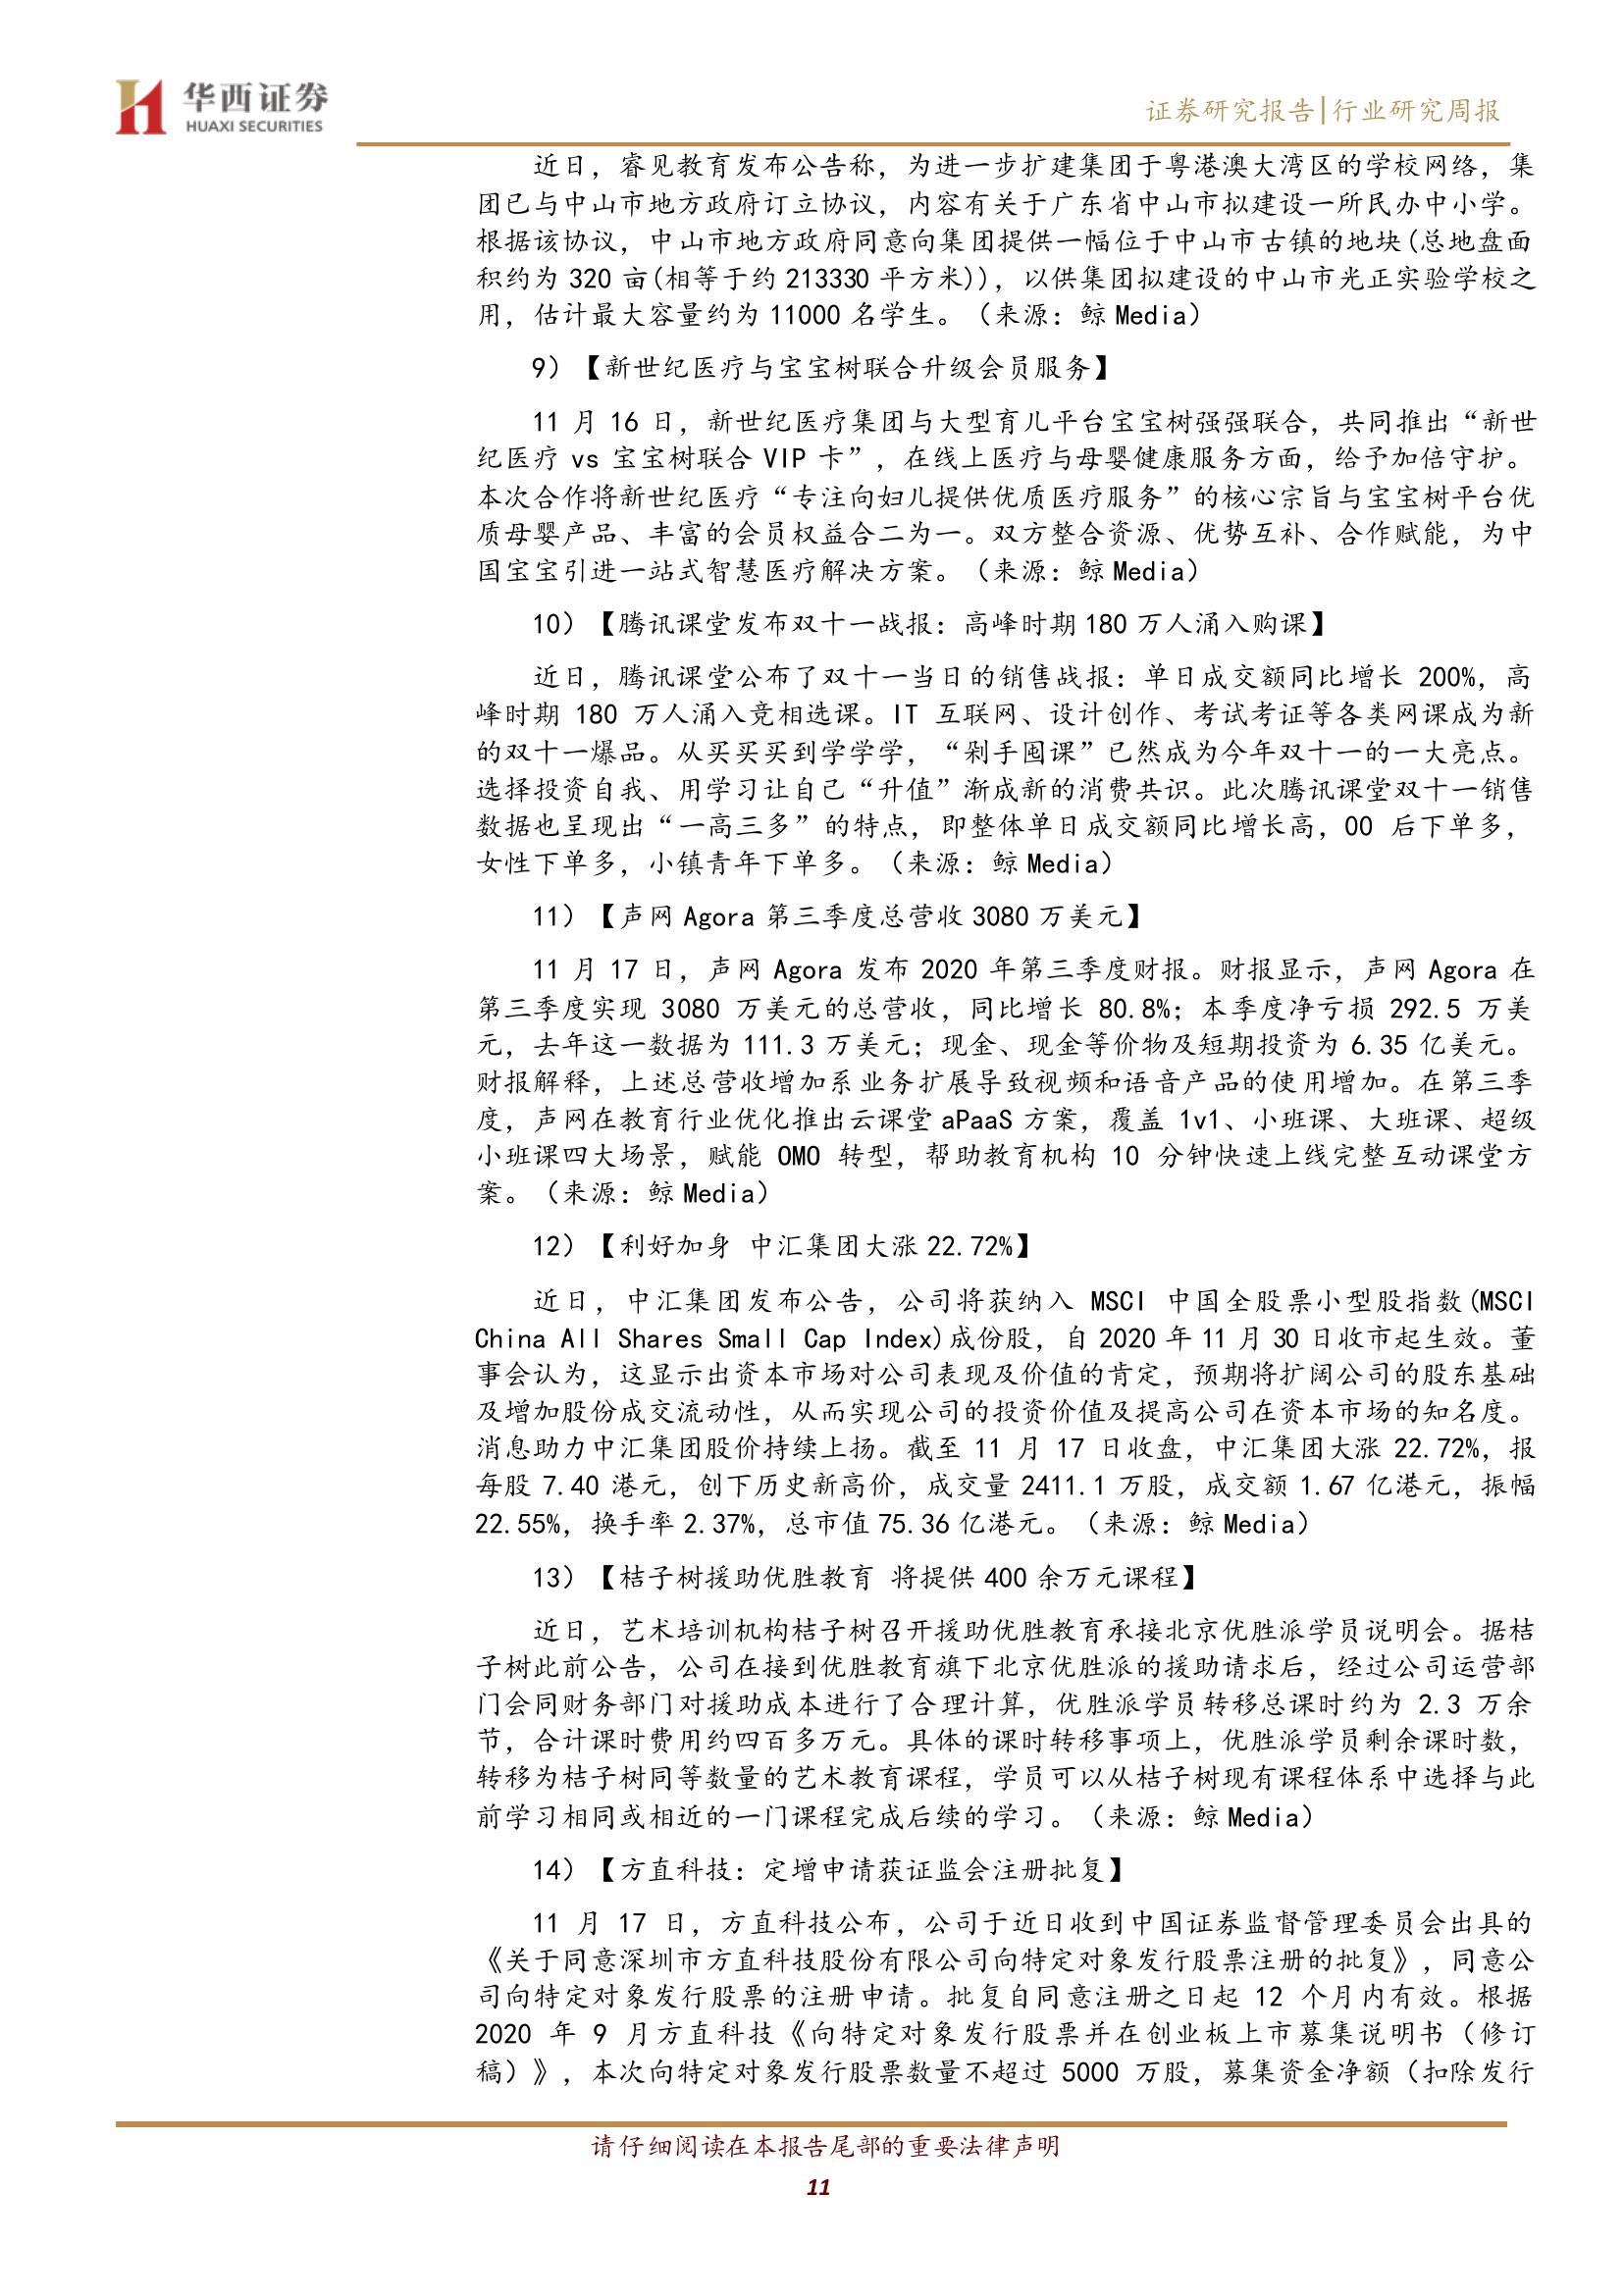 华西证券
HUAXI SECURITIES
证券研究报告|行业研究周报
近日，睿见教育发布公告称，为进一步扩建集团于粤港澳大湾区的学校网络，集
团已与中山市地方政府订立协议，内容有关于广东省中山市拟建设一所民办中小学。
根据该协议，中山市地方政府同意向集团提供一幅位于中山市古镇的地块(总地盘面
积约为 320 亩(相等于约 213330 平方米))，以供集团拟建设的中山市光正实验学校之
用，估计最大容量约为 11000 名学生。（来源：鲸 Media）
9）【新世纪医疗与宝宝树联合升级会员服务】
11 月 16 日，新世纪医疗集团与大型育儿平台宝宝树强强联合，共同推出“新世
纪医疗 vs 宝宝树联合 VIP 卡”，在线上医疗与母婴健康服务方面，给予加倍守护。
本次合作将新世纪医疗“专注向妇儿提供优质医疗服务”的核心宗旨与宝宝树平台优
质母婴产品、丰富的会员权益合二为一。双方整合资源、优势互补、合作赋能，为中
国宝宝引进一站式智慧医疗解决方案。（来源：鲸 Media）
10）【腾讯课堂发布双十一战报：高峰时期 180 万人涌入购课】
近日，腾讯课堂公布了双十一当日的销售战报：单日成交额同比增长 200%，高
峰时期 180 万人涌入竞相选课。IT 互联网、设计创作、考试考证等各类网课成为新
的双十一爆品。从买买买到学学学，“剁手囤课”已然成为今年双十一的一大亮点。
选择投资自我、用学习让自己“升值”渐成新的消费共识。此次腾讯课堂双十一销售
数据也呈现出“一高三多”的特点，即整体单日成交额同比增长高，00 后下单多，
女性下单多，小镇青年下单多。（来源：鲸 Media）
11）【声网 Agora 第三季度总营收 3080 万美元】
11 月 17 日，声网 Agora 发布 2020 年第三季度财报。财报显示，声网 Agora 在
第三季度实现 3080 万美元的总营收，同比增长 80.8%；本季度净亏损 292.5 万美
元，去年这一数据为 111.3 万美元；现金、现金等价物及短期投资为 6.35 亿美元。
财报解释，上述总营收增加系业务扩展导致视频和语音产品的使用增加。在第三季
度，声网在教育行业优化推出云课堂 aPaaS 方案，覆盖 1v1、小班课、大班课、超级
小班课四大场景，赋能 OMO 转型，帮助教育机构 10 分钟快速上线完整互动课堂方
案。（来源：鲸 Media）
12）【利好加身 中汇集团大涨 22.72%】
近日，中汇集团发布公告，公司将获纳入 MSCI 中国全股票小型股指数(MSCI
China All Shares Small Cap Index)成份股，自 2020 年 11 月 30 日收市起生效。董
事会认为，这显示出资本市场对公司表现及价值的肯定，预期将扩阔公司的股东基础
及增加股份成交流动性，从而实现公司的投资价值及提高公司在资本市场的知名度。
消息助力中汇集团股价持续上扬。截至 11 月 17 日收盘，中汇集团大涨 22.72%，报
每股 7.40 港元，创下历史新高价，成交量 2411.1 万股，成交额 1.67 亿港元，振幅
22.55%，换手率 2.37%，总市值 75.36 亿港元。（来源：鲸 Media）
13）【桔子树援助优胜教育 将提供 400 余万元课程】
近日，艺术培训机构桔子树召开援助优胜教育承接北京优胜派学员说明会。据桔
子树此前公告，公司在接到优胜教育旗下北京优胜派的援助请求后，经过公司运营部
门会同财务部门对援助成本进行了合理计算，优胜派学员转移总课时约为 2.3 万余
节，合计课时费用约四百多万元。具体的课时转移事项上，优胜派学员剩余课时数，
转移为桔子树同等数量的艺术教育课程，学员可以从桔子树现有课程体系中选择与此
前学习相同或相近的一门课程完成后续的学习。（来源：鲸 Media）
14）【方直科技：定增申请获证监会注册批复】
11 月 17 日，方直科技公布，公司于近日收到中国证券监督管理委员会出具的
《关于同意深圳市方直科技股份有限公司向特定对象发行股票注册的批复》，同意公
司向特定对象发行股票的注册申请。批复自同意注册之日起 12 个月内有效。根据
2020 年 9 月方直科技《向特定对象发行股票并在创业板上市募集说明书（修订
稿）》，本次向特定对象发行股票数量不超过 5000 万股，募集资金净额（扣除发行
请仔细阅读在本报告尾部的重要法律声明
11